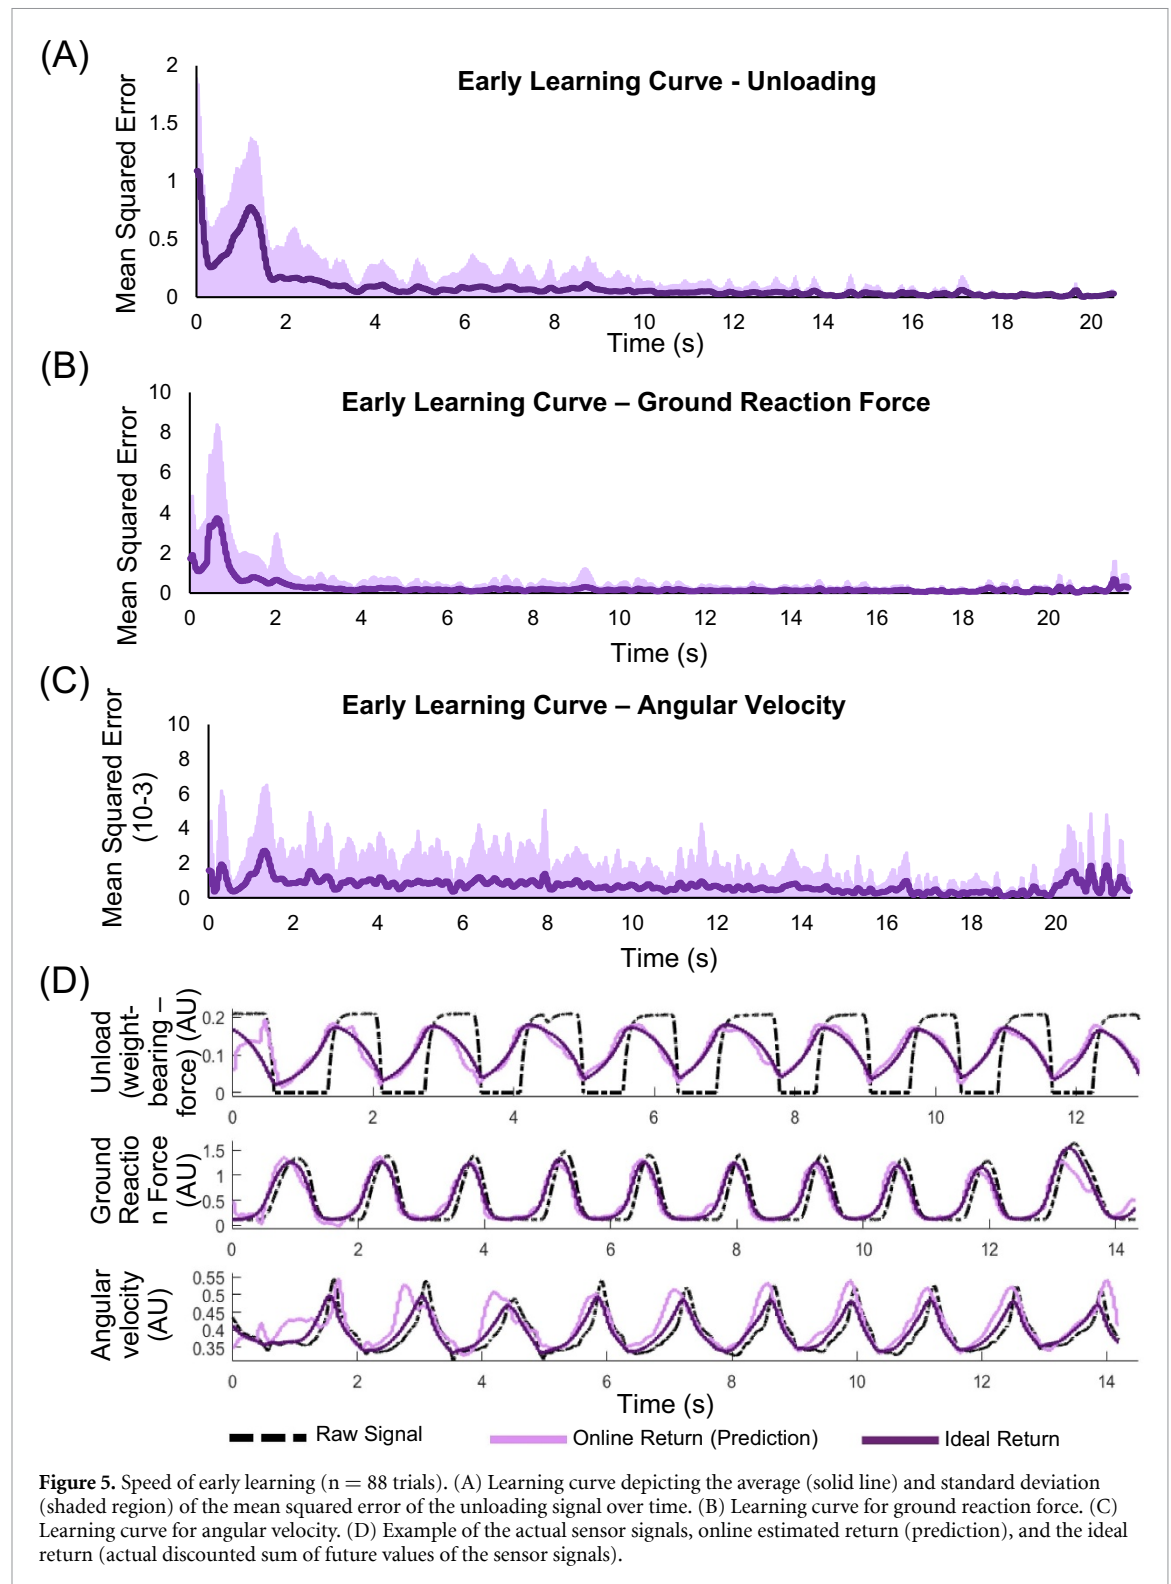 (A)
Early Learning Curve - Unloading
Mean Squared Error
2
1.5
1
0.5
0
0 2 4 6 8 10 12 14 16 18 20
Time (s)
(B)
Early Learning Curve – Ground Reaction Force
Mean Squared Error
10
8
6
4
2
0
0 2 4 6 8 10 12 14 16 18 20
Time (s)
(C)
Early Learning Curve – Angular Velocity
Mean Squared Error
(10-3)
10
8
6
4
2
0
0 2 4 6 8 10 12 14 16 18 20
Time (s)
(D)
Unload
(weight-
bearing –
force) (AU)
0.2
0.1
0
0 2 4 6 8 10 12
Ground
Reactio
n Force
(AU)
1.5
1
0.5
0
0 2 4 6 8 10 12 14
Angular
velocity
(AU)
0.55
0.5
0.45
0.4
0.35
0 2 4 6 8 10 12 14
Time (s)
Raw Signal Online Return (Prediction) Ideal Return
Figure 5. Speed of early learning (n = 88 trials). (A) Learning curve depicting the average (solid line) and standard deviation
(shaded region) of the mean squared error of the unloading signal over time. (B) Learning curve for ground reaction force. (C)
Learning curve for angular velocity. (D) Example of the actual sensor signals, online estimated return (prediction), and the ideal
return (actual discounted sum of future values of the sensor signals).